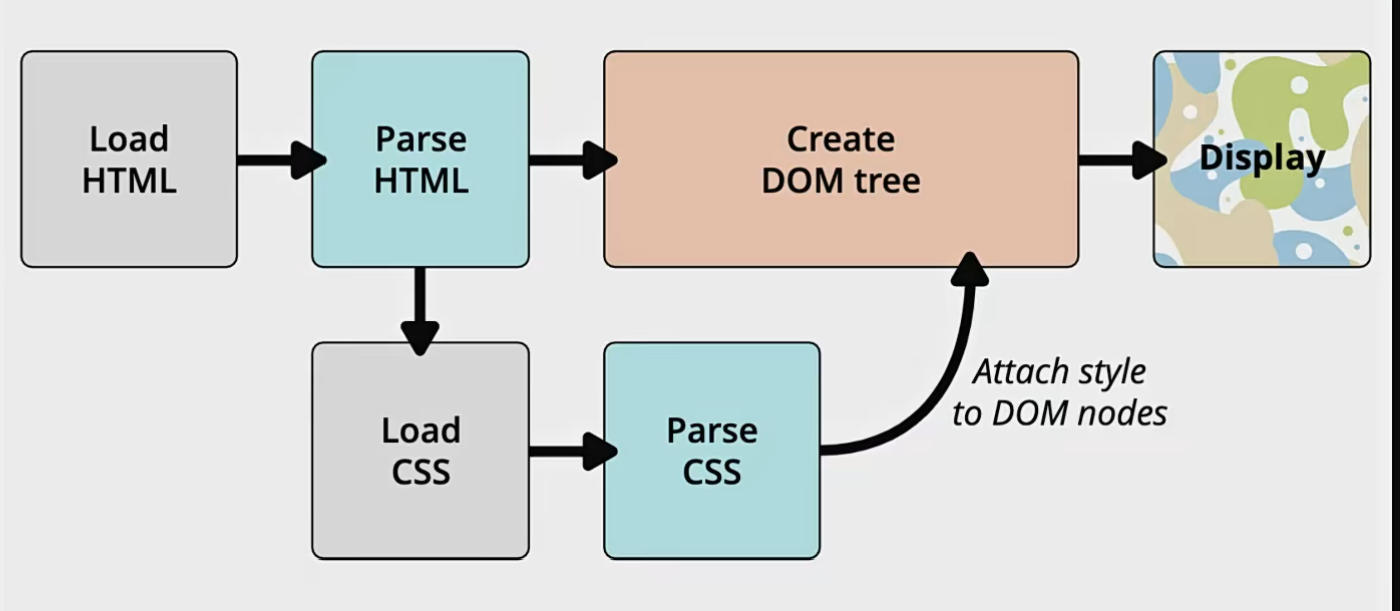 Load
HTML
Parse
HTML
Create
DOM tree
Display
Load
CSS
Parse
CSS
Attach style
to DOM nodes